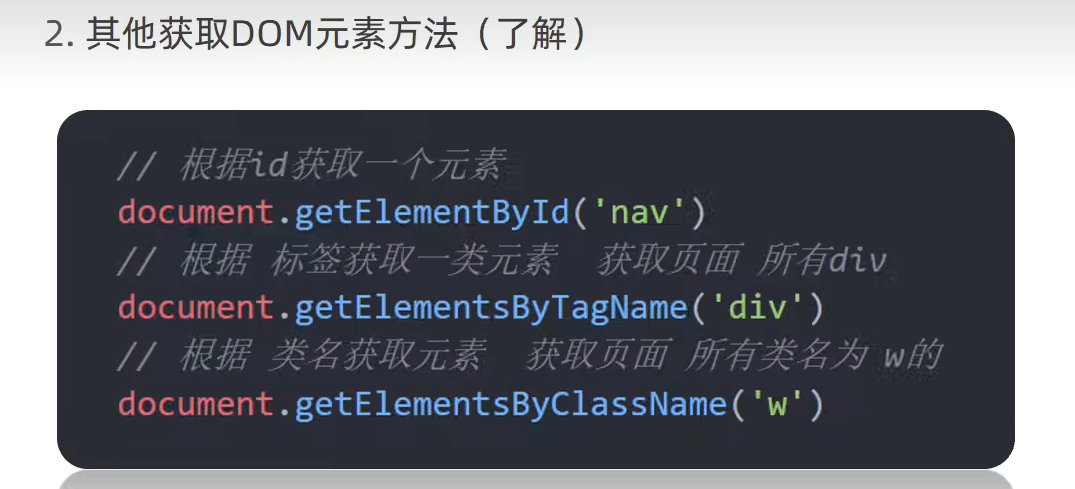 2. 其他获取DOM元素方法（了解）
// 根据id获取一个元素
document.getElementById('nav')
// 根据 标签获取一类元素  获取页面 所有div
document.getElementsByTagName('div')
// 根据 类名获取元素  获取页面 所有类名为 w的
document.getElementsByClassName('w')